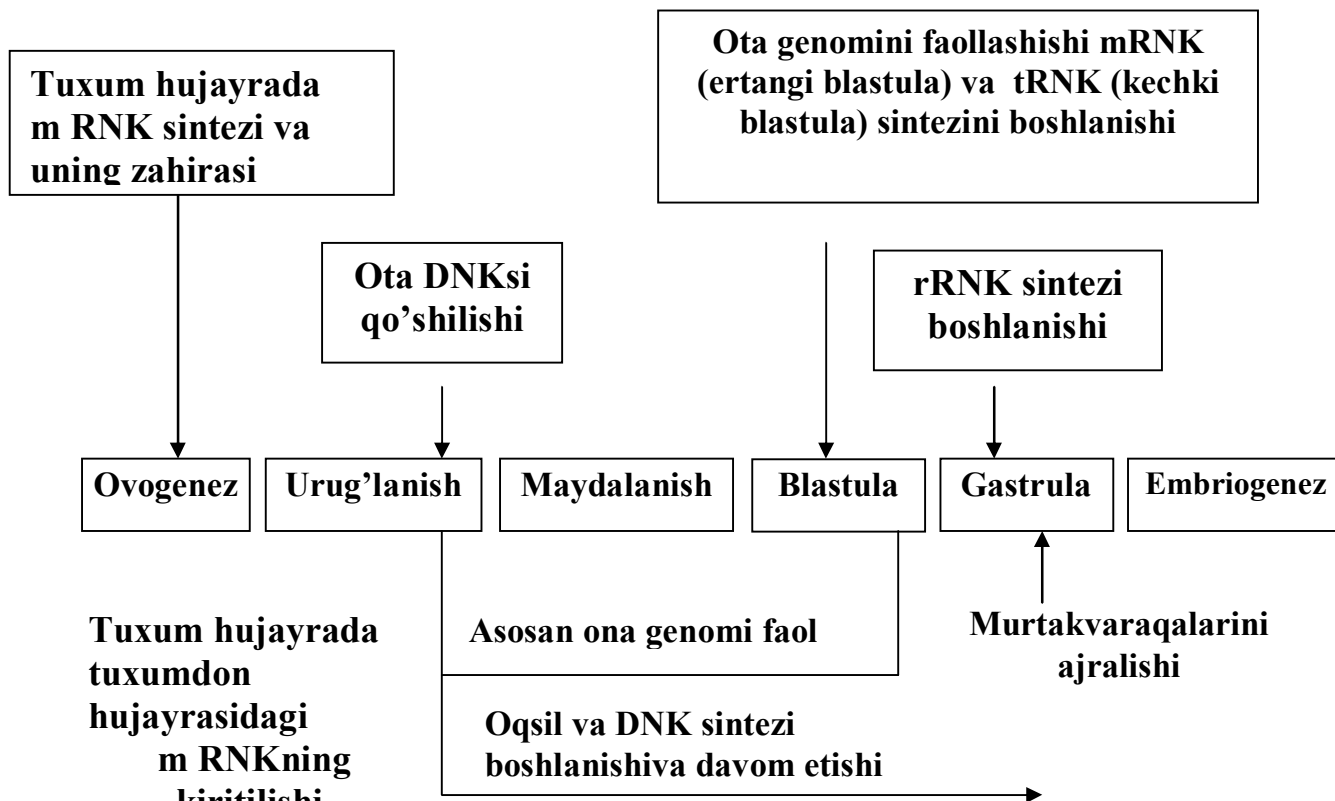 Tuxum hujayrada
m RNK sintezi va
uning zahirasi
Ota genomini faollashishi mRNK
(ertangi blastula) va tRNK (kechki
blastula) sintezini boshlanishi
Ota DNKsi
qo’shilishi
rRNK sintezi
boshlanishi
Ovogenez
Urug’lanish
Maydalanish
Blastula
Gastrula
Embriogenez
Tuxum hujayrada
tuxumdon
hujayrasidagi
m RNKning
kiritilishi
Asosan ona genomi faol
Oqsil va DNK sintezi
boshlanishiva davom etishi
Murtakvaraqalarini
ajralishi